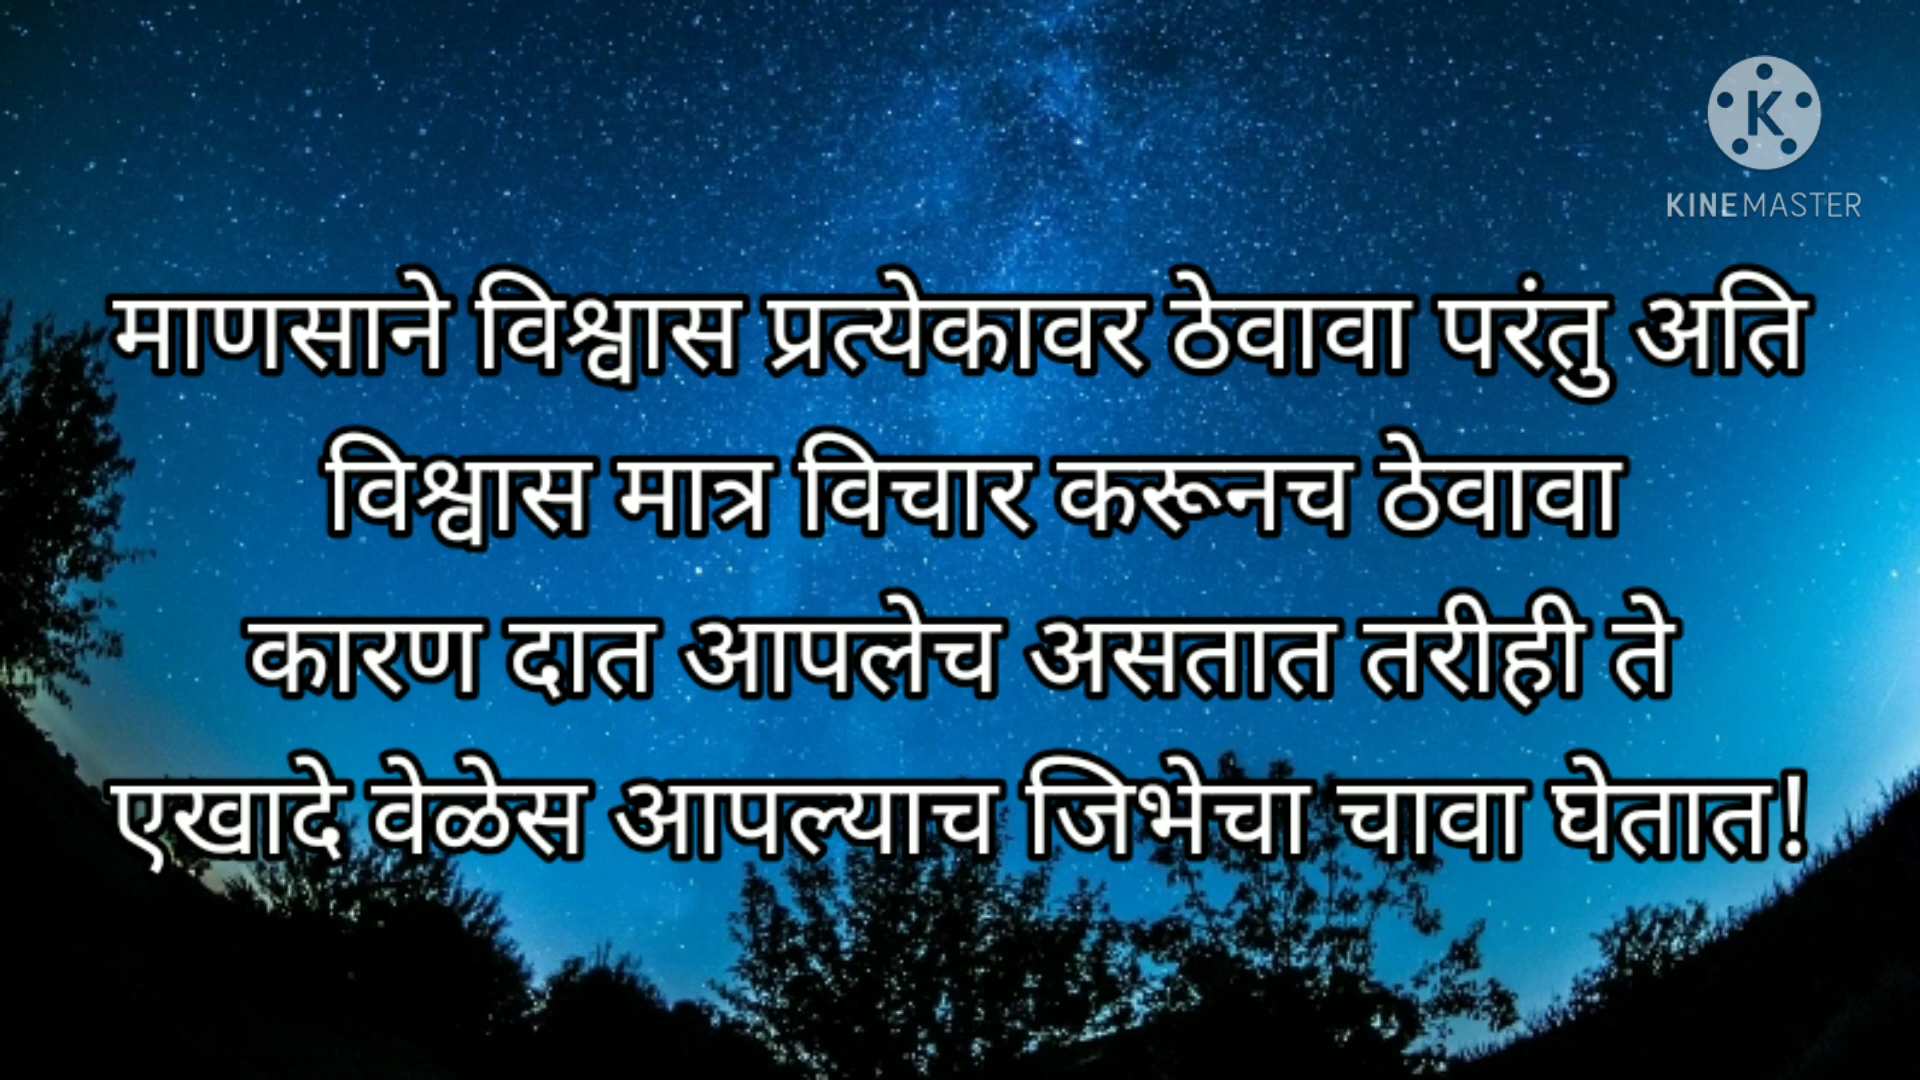 K
KINEMASTER
माणसाने विश्वास प्रत्येकावर ठेवावा परंतु अति
विश्वास मात्र विचार करूनच ठेवावा
कारण दात आपलेच असतात तरीही ते
एखादे वेळेस आपल्याच जिभेचा चावा घेतात!